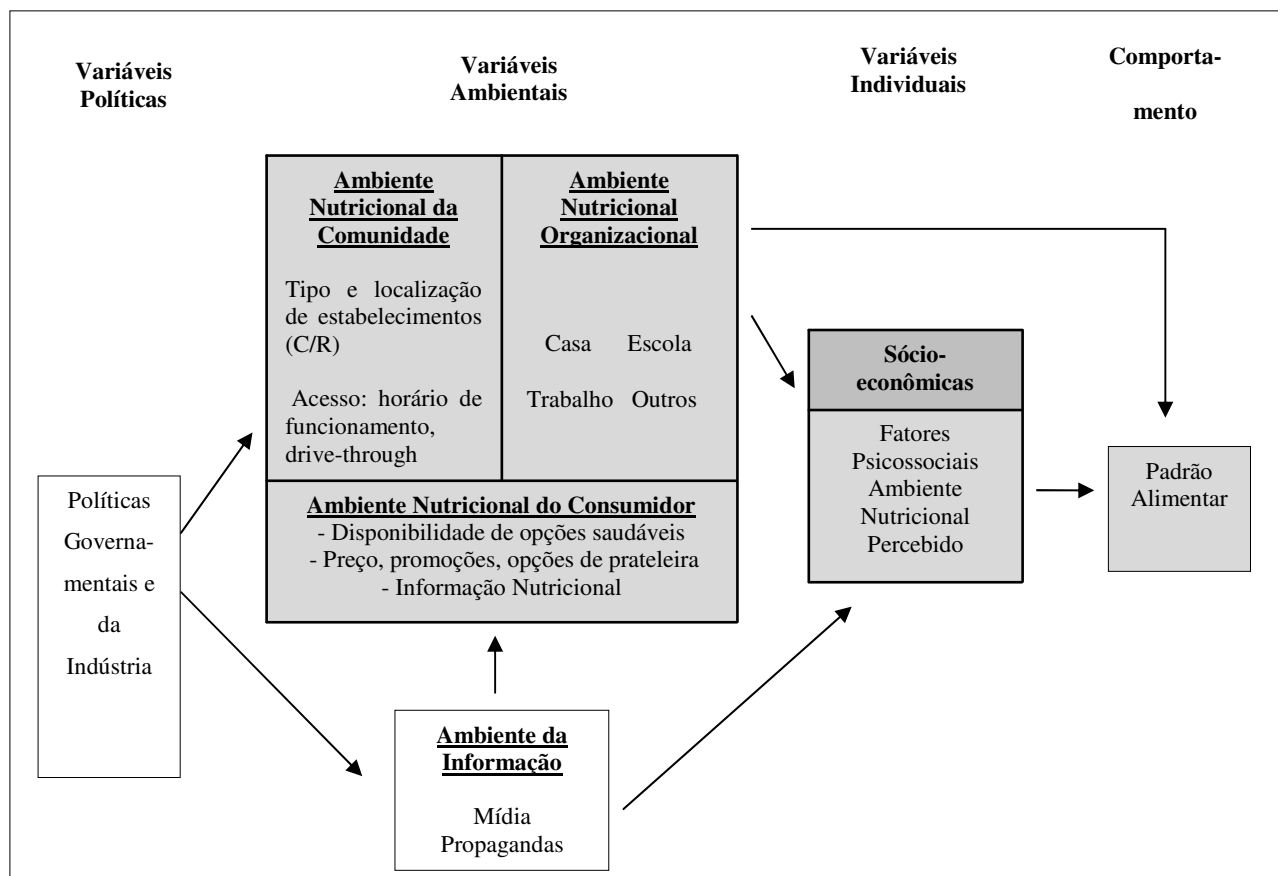 Variáveis
Políticas
Variáveis
Ambientais
Variáveis
Individuais
Comporta-
mento
Ambiente
Nutricional da
Comunidade
Tipo e localização
de estabelecimentos
(C/R)
Acesso: horário de
funcionamento,
drive-through
Ambiente
Nutricional
Organizacional
Casa Escola
Trabalho Outros
Ambiente Nutricional do Consumidor
- Disponibilidade de opções saudáveis
- Preço, promoções, opções de prateleira
- Informação Nutricional
Políticas
Governa-
mentais e
da
Indústria
Ambiente da
Informação
Mídia
Propagandas
Sócio-
econômicas
Fatores
Psicossociais
Ambiente
Nutricional
Percebido
Padrão
Alimentar